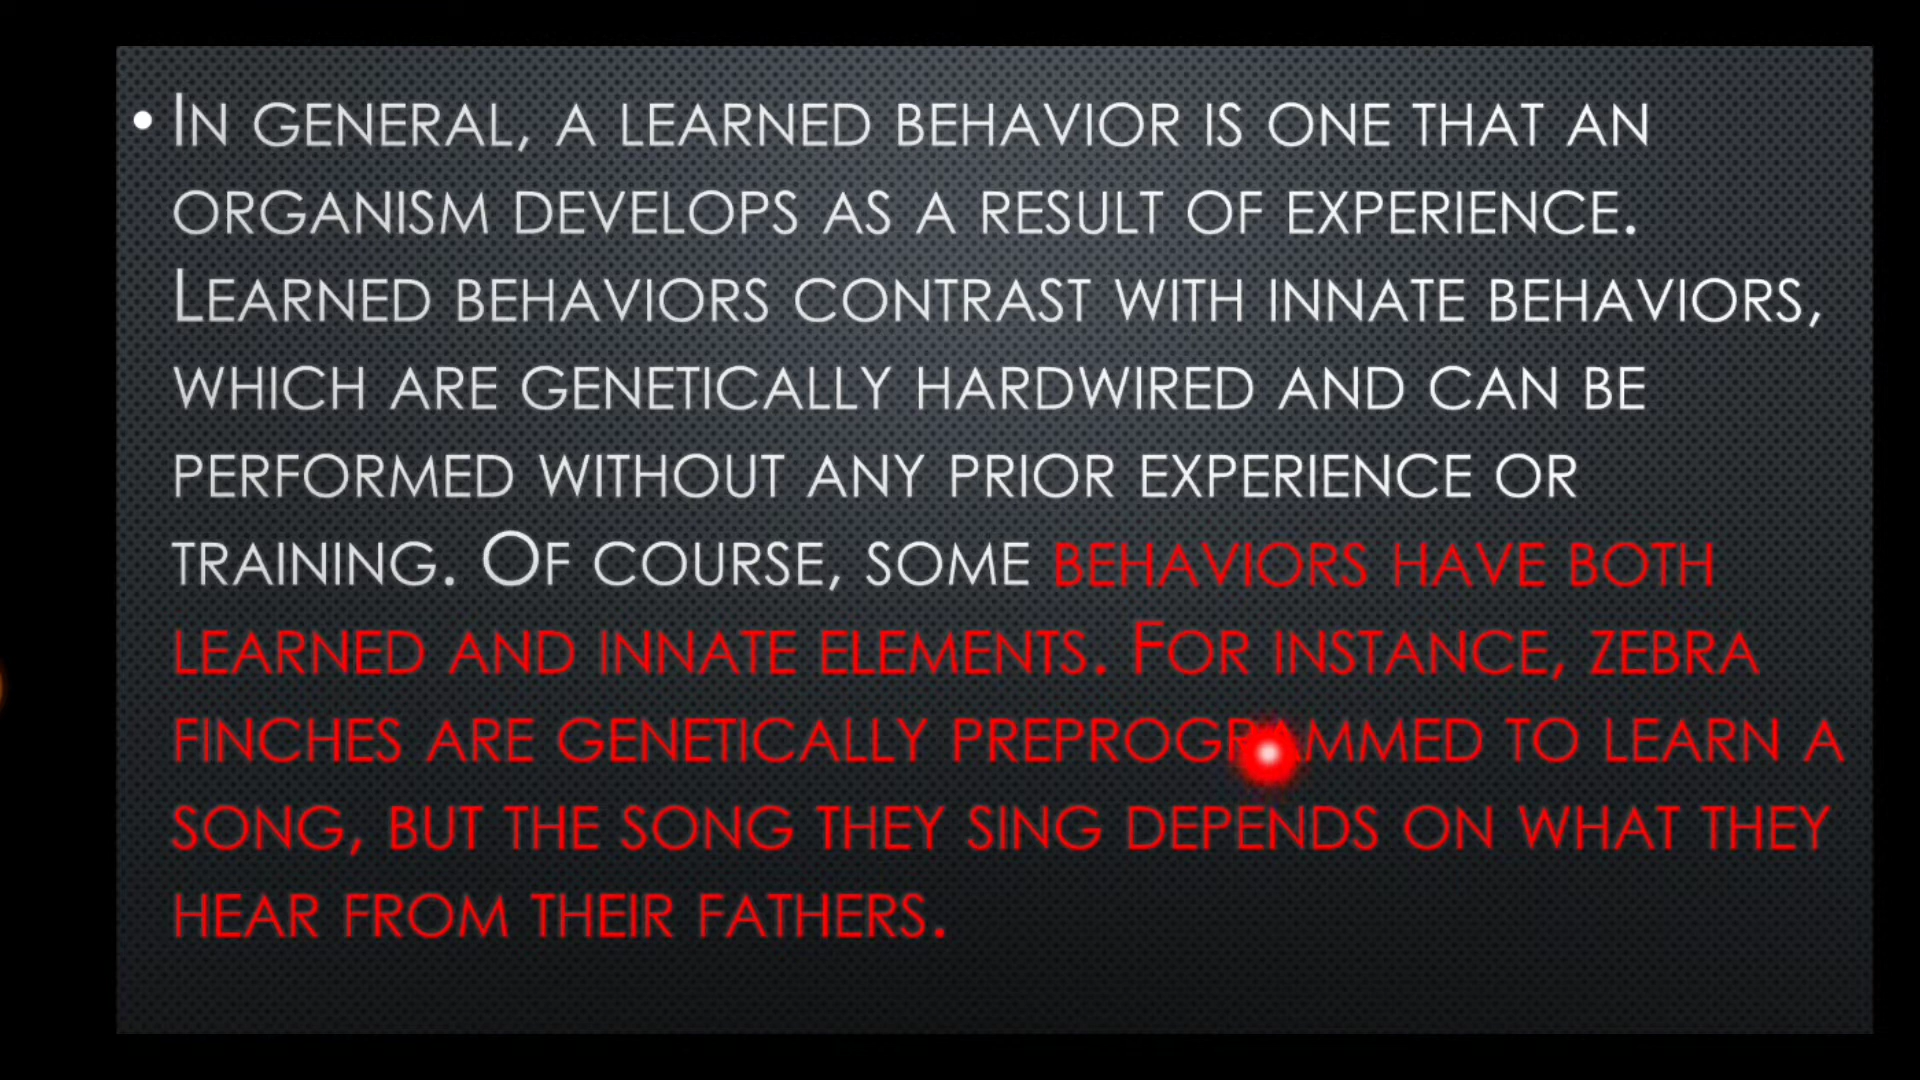 • In general, a learned behavior is one that an
organism develops as a result of experience.
Learned behaviors contrast with innate behaviors,
which are genetically hardwired and can be
performed without any prior experience or
training. Of course, some behaviors have both
learned and innate elements. For instance, zebra
finches are genetically preprogrammed to learn a
song, but the song they sing depends on what they
hear from their fathers.